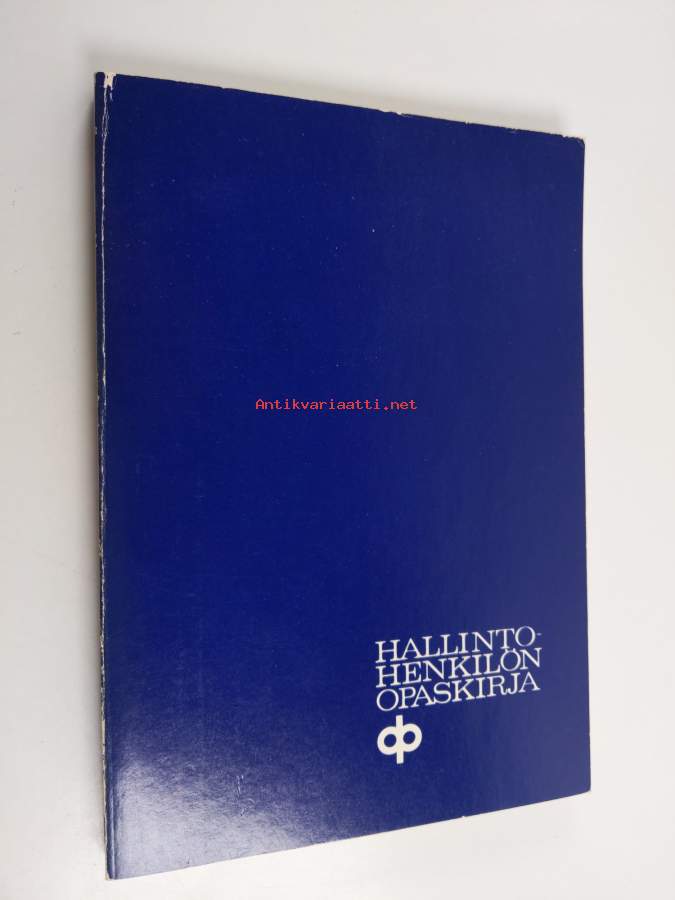 Antikvariaatti.net
HALLINTO-
HENKILÖN
OPASKIRJA